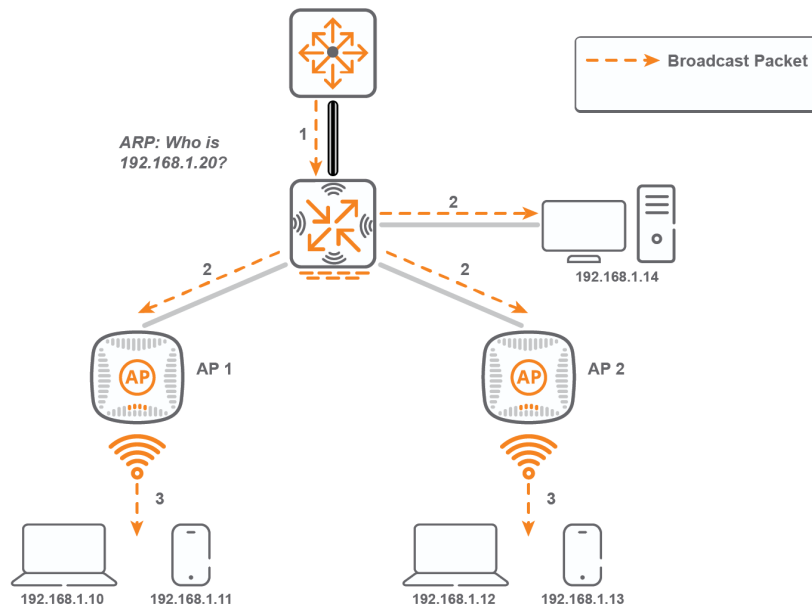 Broadcast Packet
1
ARP: Who is
192.168.1.20?
2
192.168.1.14
2
2
AP
AP 1
AP
AP 2
3
3
192.168.1.10
192.168.1.11
192.168.1.12
192.168.1.13